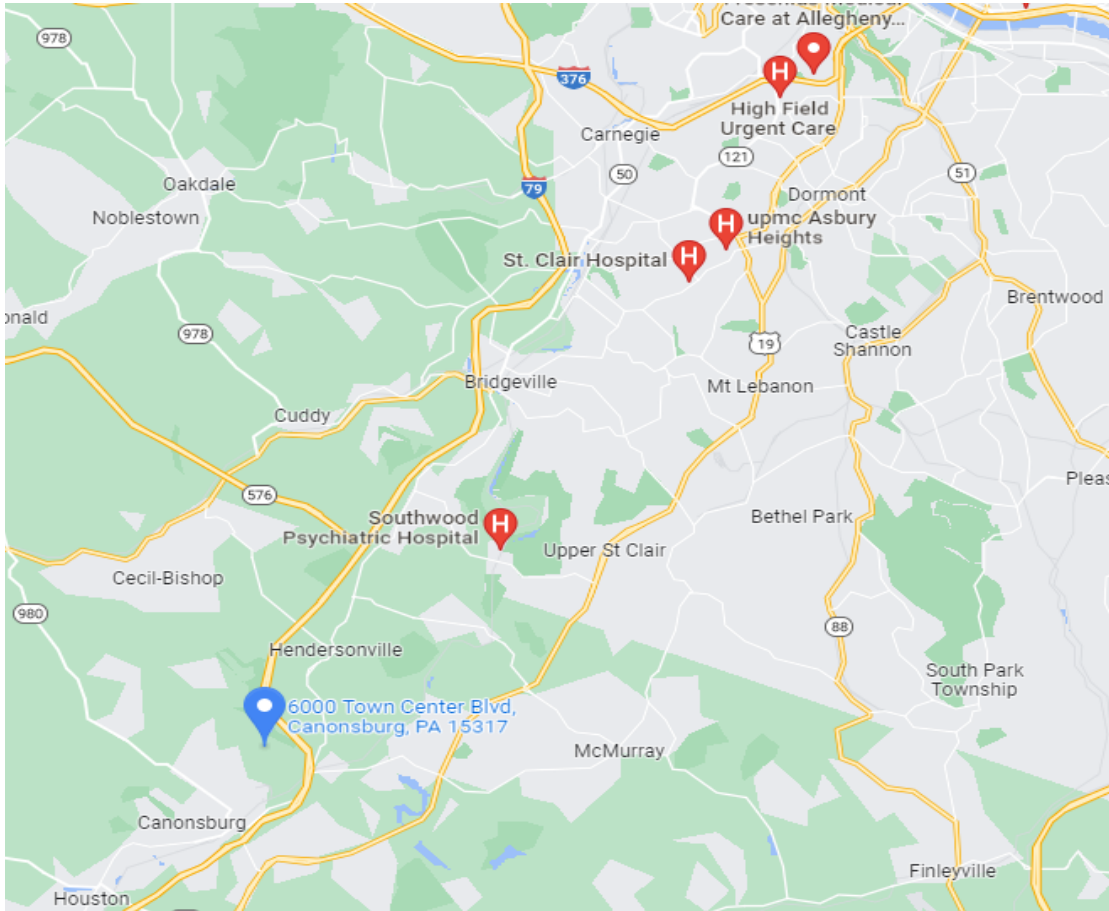 Care at Allegheny...
978
376
High Field
Urgent Care
Carnegie
121
50
51
Oakdale
79
Dormont
Noblestown
upmc Asbury
Heights
St. Clair Hospital
Brentwood
onald
978
19
Castle
Shannon
Bridgeville
Mt Lebanon
Cuddy
Pleas
576
Southwood
Psychiatric Hospital
Bethel Park
Upper St Clair
Cecil-Bishop
980
88
Hendersonville
South Park
Township
6000 Town Center Blvd,
Canonsburg, PA 15317
McMurray
Canonsburg
Finleyville
Houston